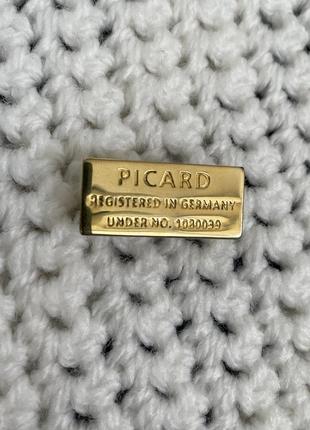 PICARD
REGISTERED IN GERMANY
UNDER NO. 1080039